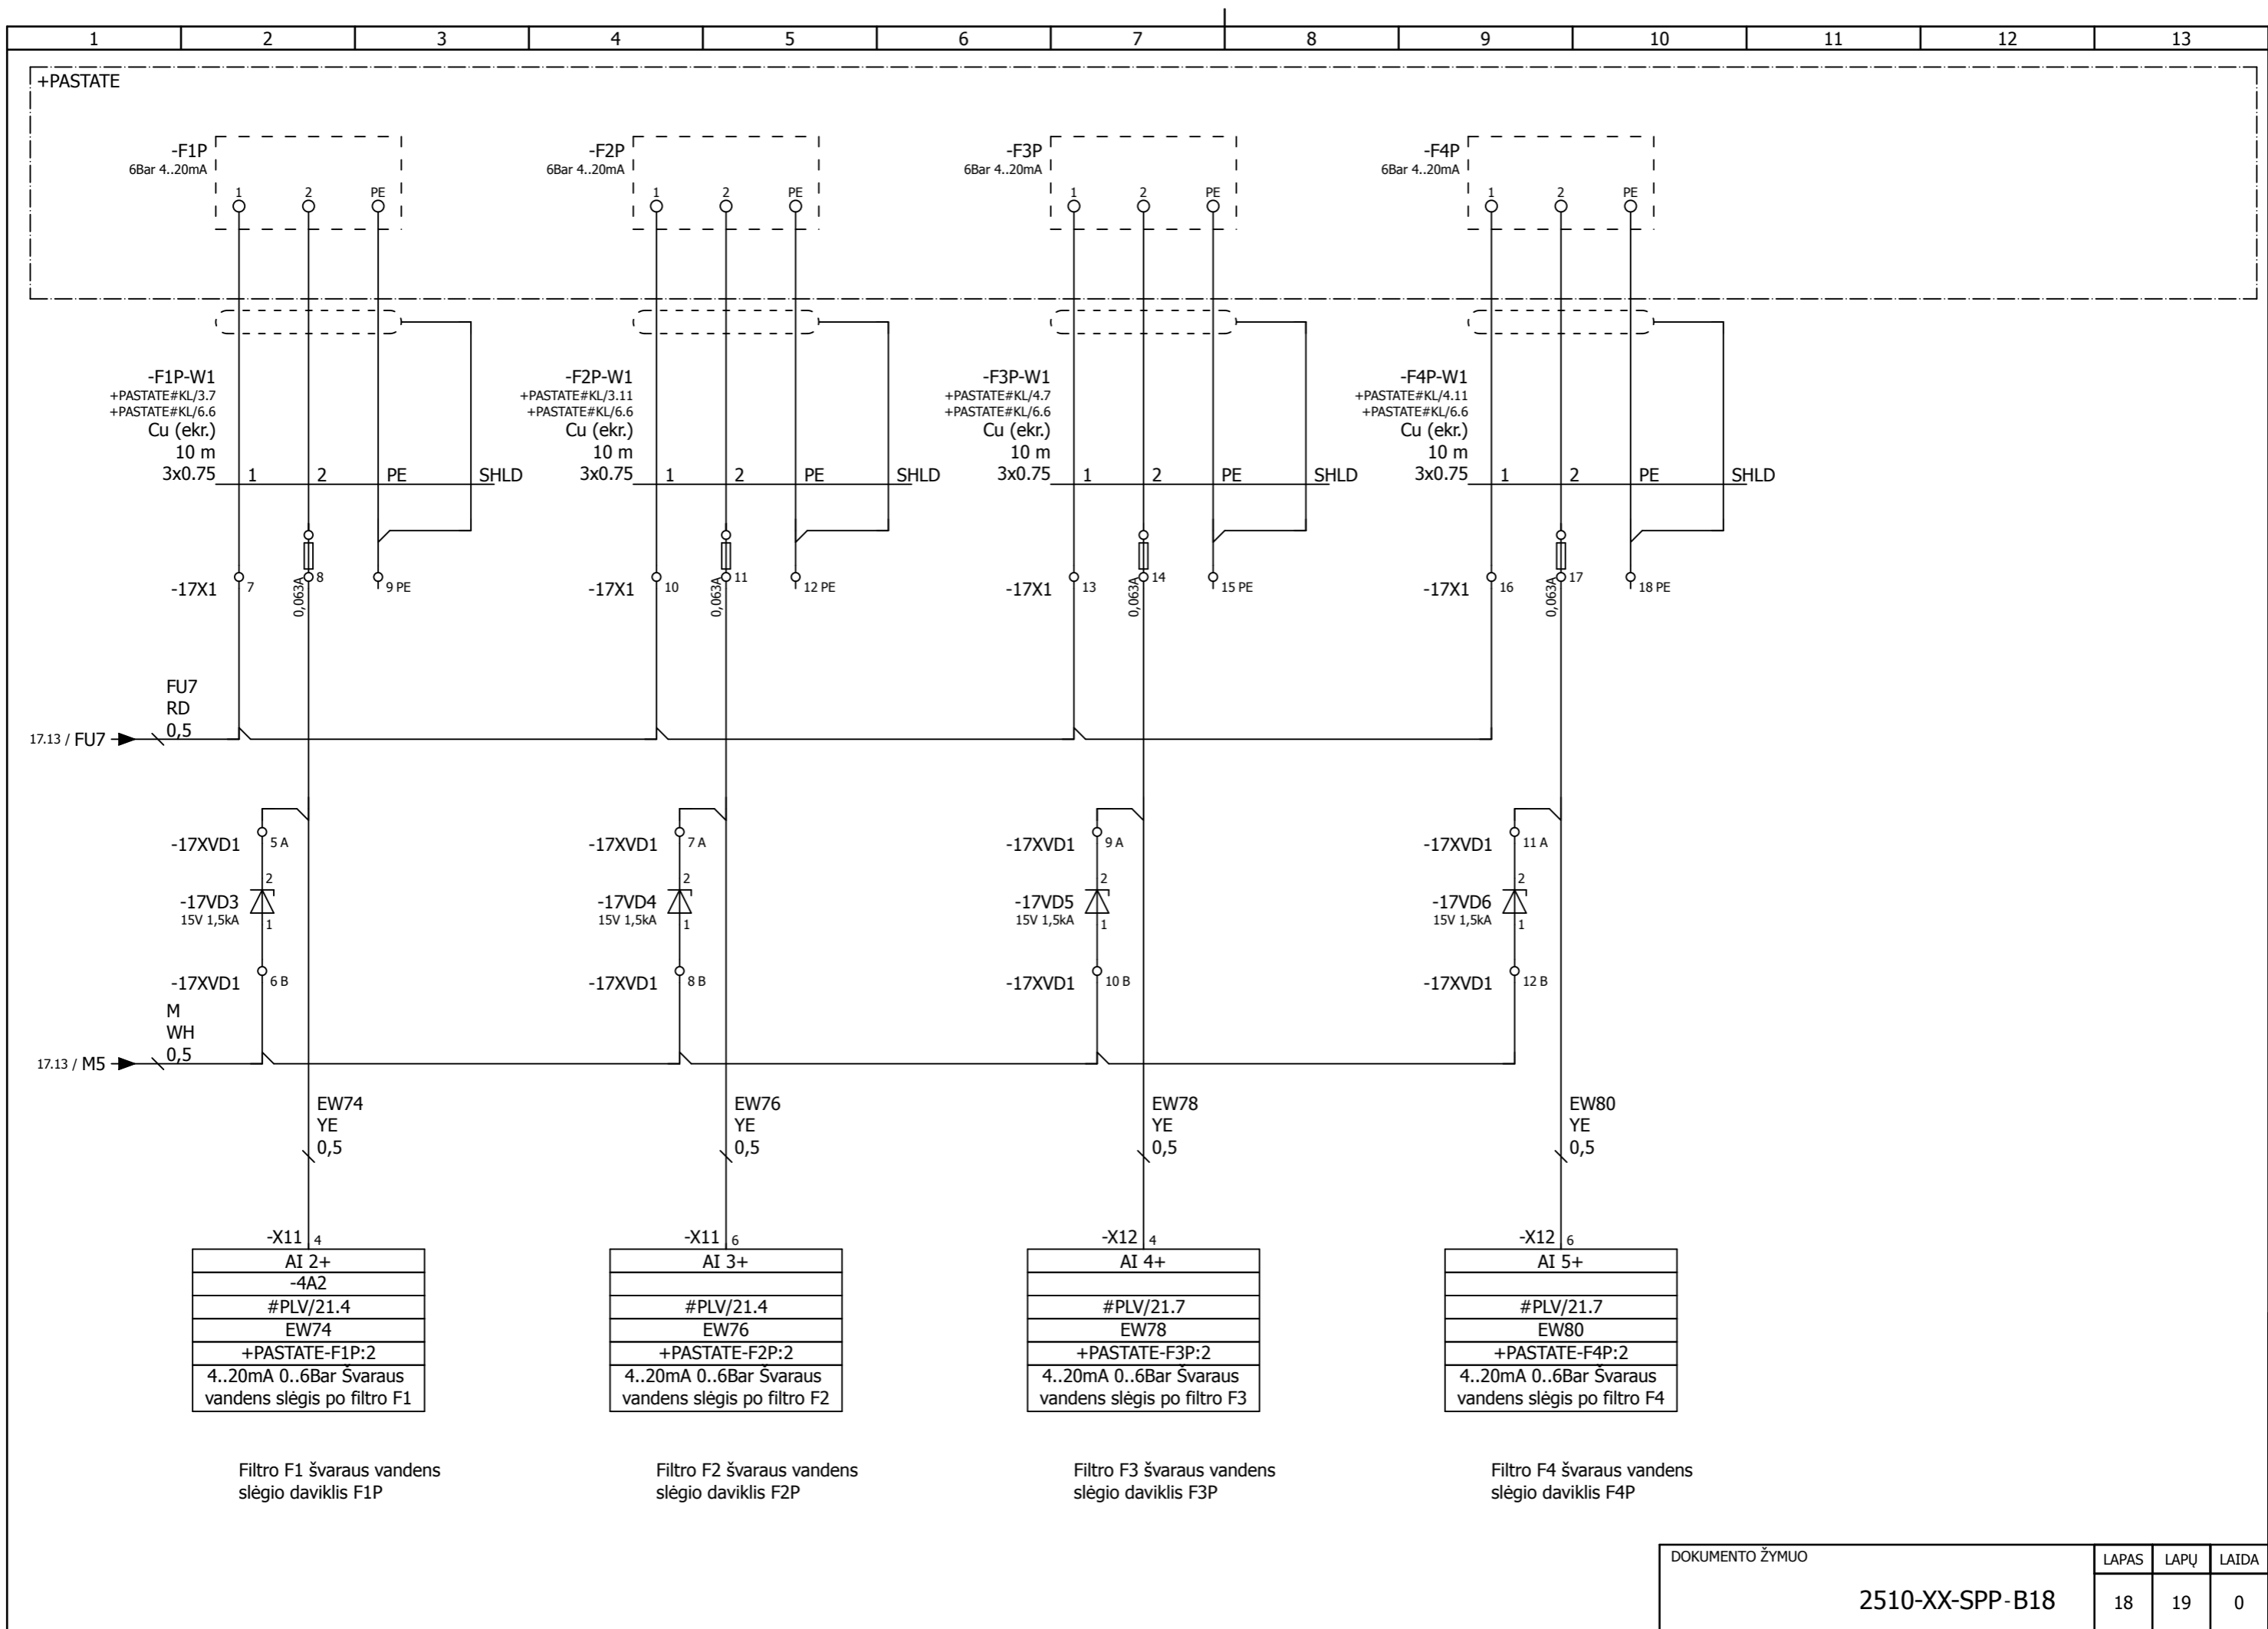 1 2 3 4 5 6 7 8 9 10 11 12 13
+PASTATE
-F1P
6Bar 4..20mA
1 2 PE
-F2P
6Bar 4..20mA
1 2 PE
-F3P
6Bar 4..20mA
1 2 PE
-F4P
6Bar 4..20mA
1 2 PE
-F1P-W1
+PASTATE#KL/3.7
+PASTATE#KL/6.6
Cu (ekr.)
10 m
3x0.75 1 2 PE SHLD
-F2P-W1
+PASTATE#KL/3.11
+PASTATE#KL/6.6
Cu (ekr.)
10 m
3x0.75 1 2 PE SHLD
-F3P-W1
+PASTATE#KL/4.7
+PASTATE#KL/6.6
Cu (ekr.)
10 m
3x0.75 1 2 PE SHLD
-F4P-W1
+PASTATE#KL/4.11
+PASTATE#KL/6.6
Cu (ekr.)
10 m
3x0.75 1 2 PE SHLD
-17X1 7 0,063A 8 9 PE
-17X1 10 0,063A 11 12 PE
-17X1 13 0,063A 14 15 PE
-17X1 16 0,063A 17 18 PE
FU7
RD
0,5
17.13 / FU7
-17XVD1 5 A
-17VD3 2
15V 1,5kA 1
-17XVD1 6 B
-17XVD1 7 A
-17VD4 2
15V 1,5kA 1
-17XVD1 8 B
-17XVD1 9 A
-17VD5 2
15V 1,5kA 1
-17XVD1 10 B
-17XVD1 11 A
-17VD6 2
15V 1,5kA 1
-17XVD1 12 B
M
WH
0,5
17.13 / M5
EW74
YE
0,5
EW76
YE
0,5
EW78
YE
0,5
EW80
YE
0,5
-X11 4
AI 2+
-4A2
#PLV/21.4
EW74
+PASTATE-F1P:2
4..20mA 0..6Bar Švaraus
vandens slėgis po filtro F1
-X11 6
AI 3+
#PLV/21.4
EW76
+PASTATE-F2P:2
4..20mA 0..6Bar Švaraus
vandens slėgis po filtro F2
-X12 4
AI 4+
#PLV/21.7
EW78
+PASTATE-F3P:2
4..20mA 0..6Bar Švaraus
vandens slėgis po filtro F3
-X12 6
AI 5+
#PLV/21.7
EW80
+PASTATE-F4P:2
4..20mA 0..6Bar Švaraus
vandens slėgis po filtro F4
Filtro F1 švaraus vandens
slėgio daviklis F1P
Filtro F2 švaraus vandens
slėgio daviklis F2P
Filtro F3 švaraus vandens
slėgio daviklis F3P
Filtro F4 švaraus vandens
slėgio daviklis F4P
DOKUMENTO ŽYMUO
2510-XX-SPP-B18
LAPAS LAPŲ LAIDA
18 19 0